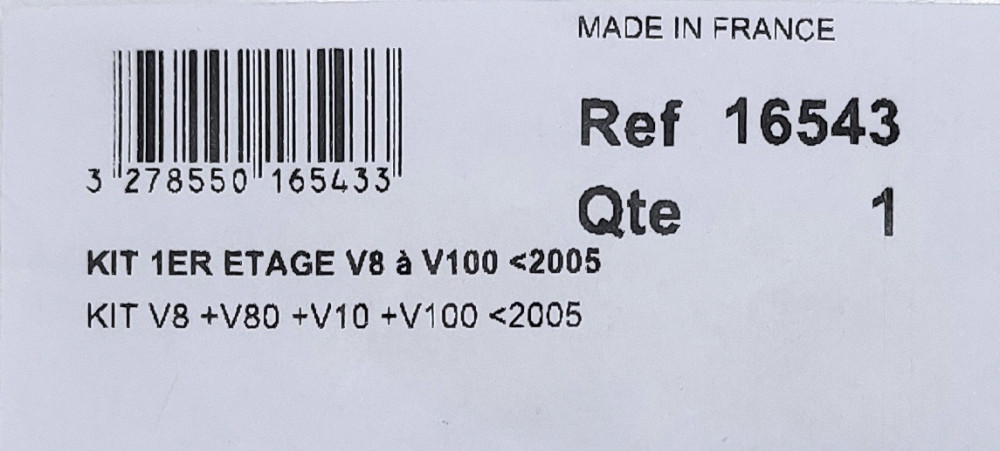 MADE IN FRANCE
Ref 16543
3 278550 165433
Qte 1
KIT 1ER ETAGE V8 à V100 <2005
KIT V8 +V80 +V10 +V100 <2005